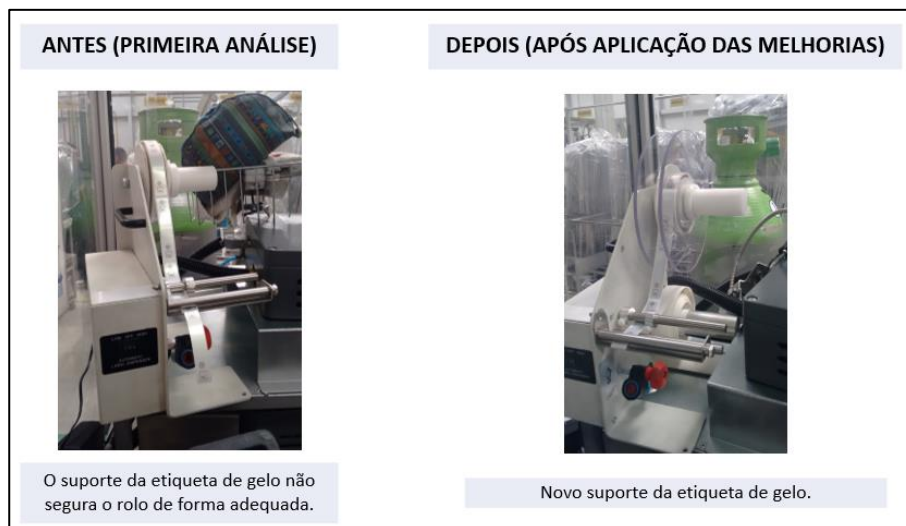 ANTES (PRIMEIRA ANÁLISE)
DEPOIS (APÓS APLICAÇÃO DAS MELHORIAS)
O suporte da etiqueta de gelo não
segura o rolo de forma adequada.
Novo suporte da etiqueta de gelo.